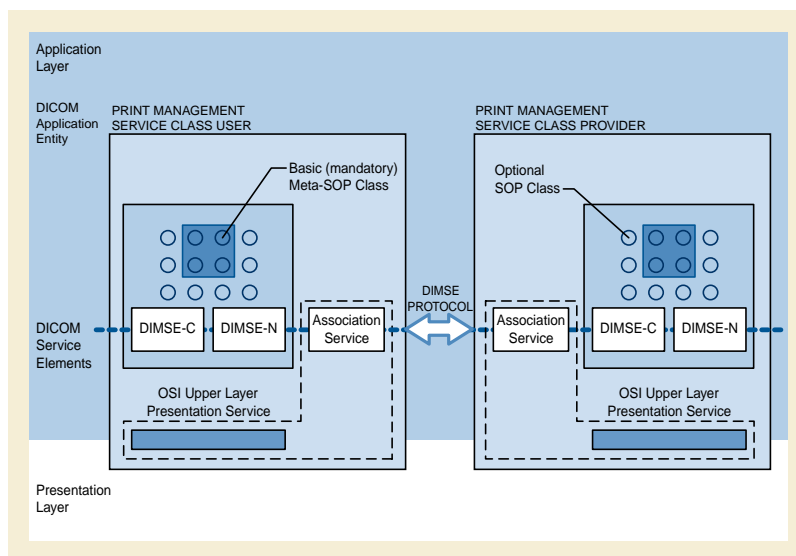 Application
Layer
DICOM
Application
Entity
PRINT MANAGEMENT
SERVICE CLASS USER
PRINT MANAGEMENT
SERVICE CLASS PROVIDER
Basic (mandatory)
Meta-SOP Class
Optional
SOP Class
DIMSE
PROTOCOL
DICOM
Service
Elements
DIMSE-C
DIMSE-N
Association
Service
Association
Service
DIMSE-C
DIMSE-N
OSI Upper Layer
Presentation Service
OSI Upper Layer
Presentation Service
Presentation
Layer